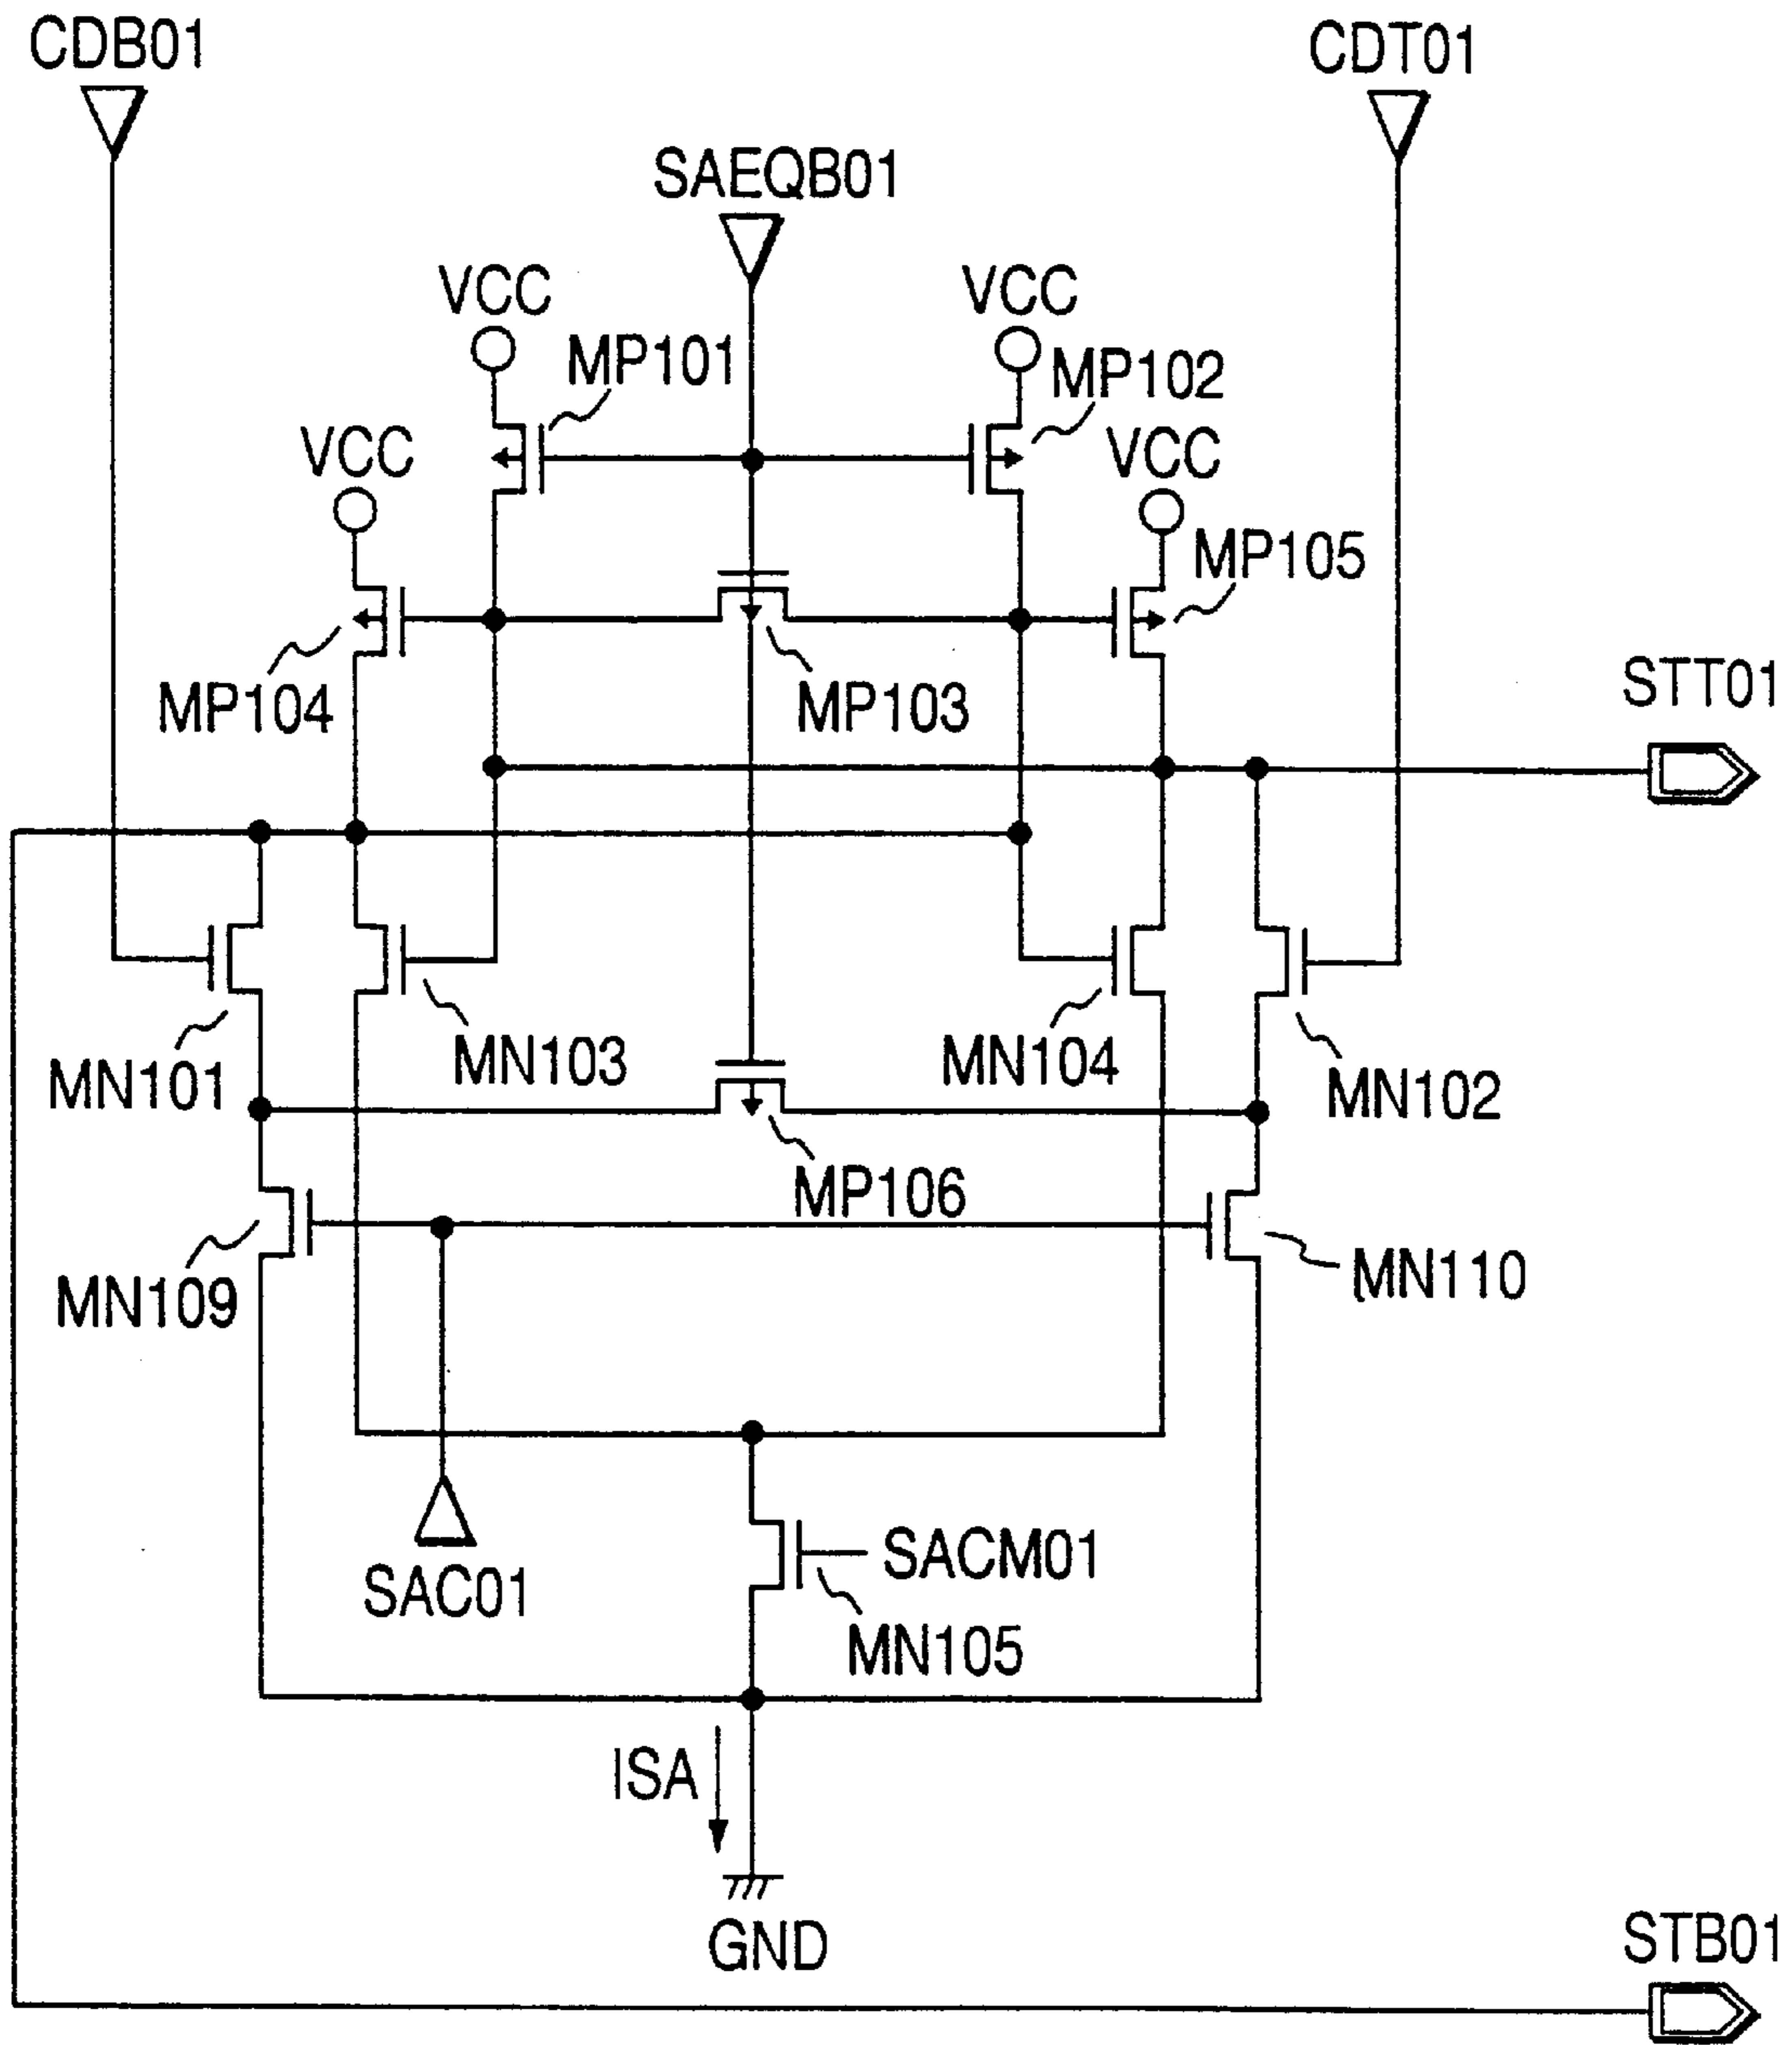 CDB01
CDT01
SAEQB01
VCC
VCC
MP101
MP102
VCC
VCC
MP105
MP104
MP103
STT01
MN101
MN103
MN104
MN102
MP106
MN109
MN110
SAC01
SACM01
MN105
ISA
GND
STB01